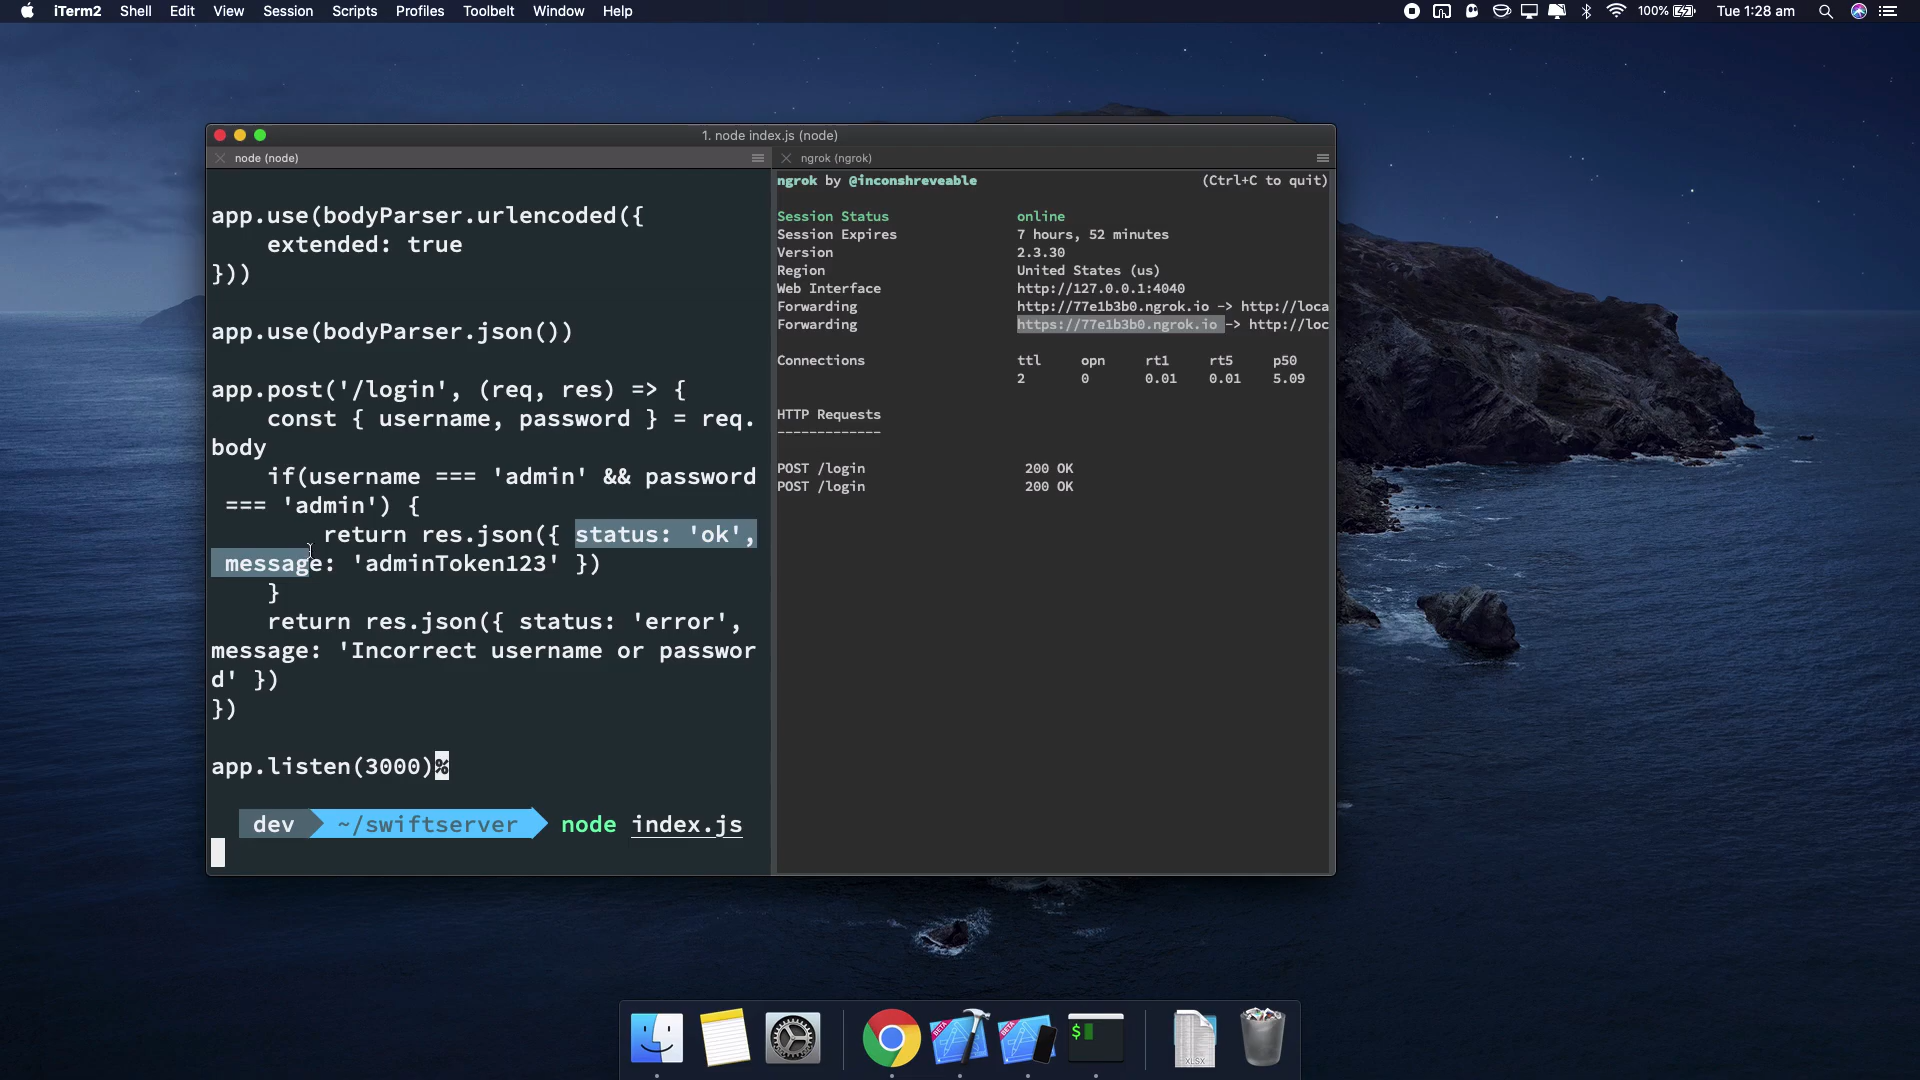 iTerm2 Shell Edit View Session Scripts Profiles Toolbelt Window Help 100% Tue 1:28 am
1. node index.js (node)
node (node)
app.use(bodyParser.urlencoded({
extended: true
}))
app.use(bodyParser.json())
app.post('/login', (req, res) => {
const { username, password } = req.
body
if(username === 'admin' && password
=== 'admin') {
return res.json({ status: 'ok',
message: 'adminToken123' })
}
return res.json({ status: 'error',
message: 'Incorrect username or passwor
d' })
})
app.listen(3000)%
dev ~/swiftserver node index.js
ngrok (ngrok)
ngrok by @inconshreveable (Ctrl+C to quit)
Session Status online
Session Expires 7 hours, 52 minutes
Version 2.3.30
Region United States (us)
Web Interface http://127.0.0.1:4040
Forwarding http://77e1b3b0.ngrok.io -> http://loca
Forwarding https://77e1b3b0.ngrok.io -> http://loc
Connections ttl opn rt1 rt5 p50
2 0 0.01 0.01 5.09
HTTP Requests
-------------
POST /login 200 OK
POST /login 200 OK
BETA BETA $ XLSX